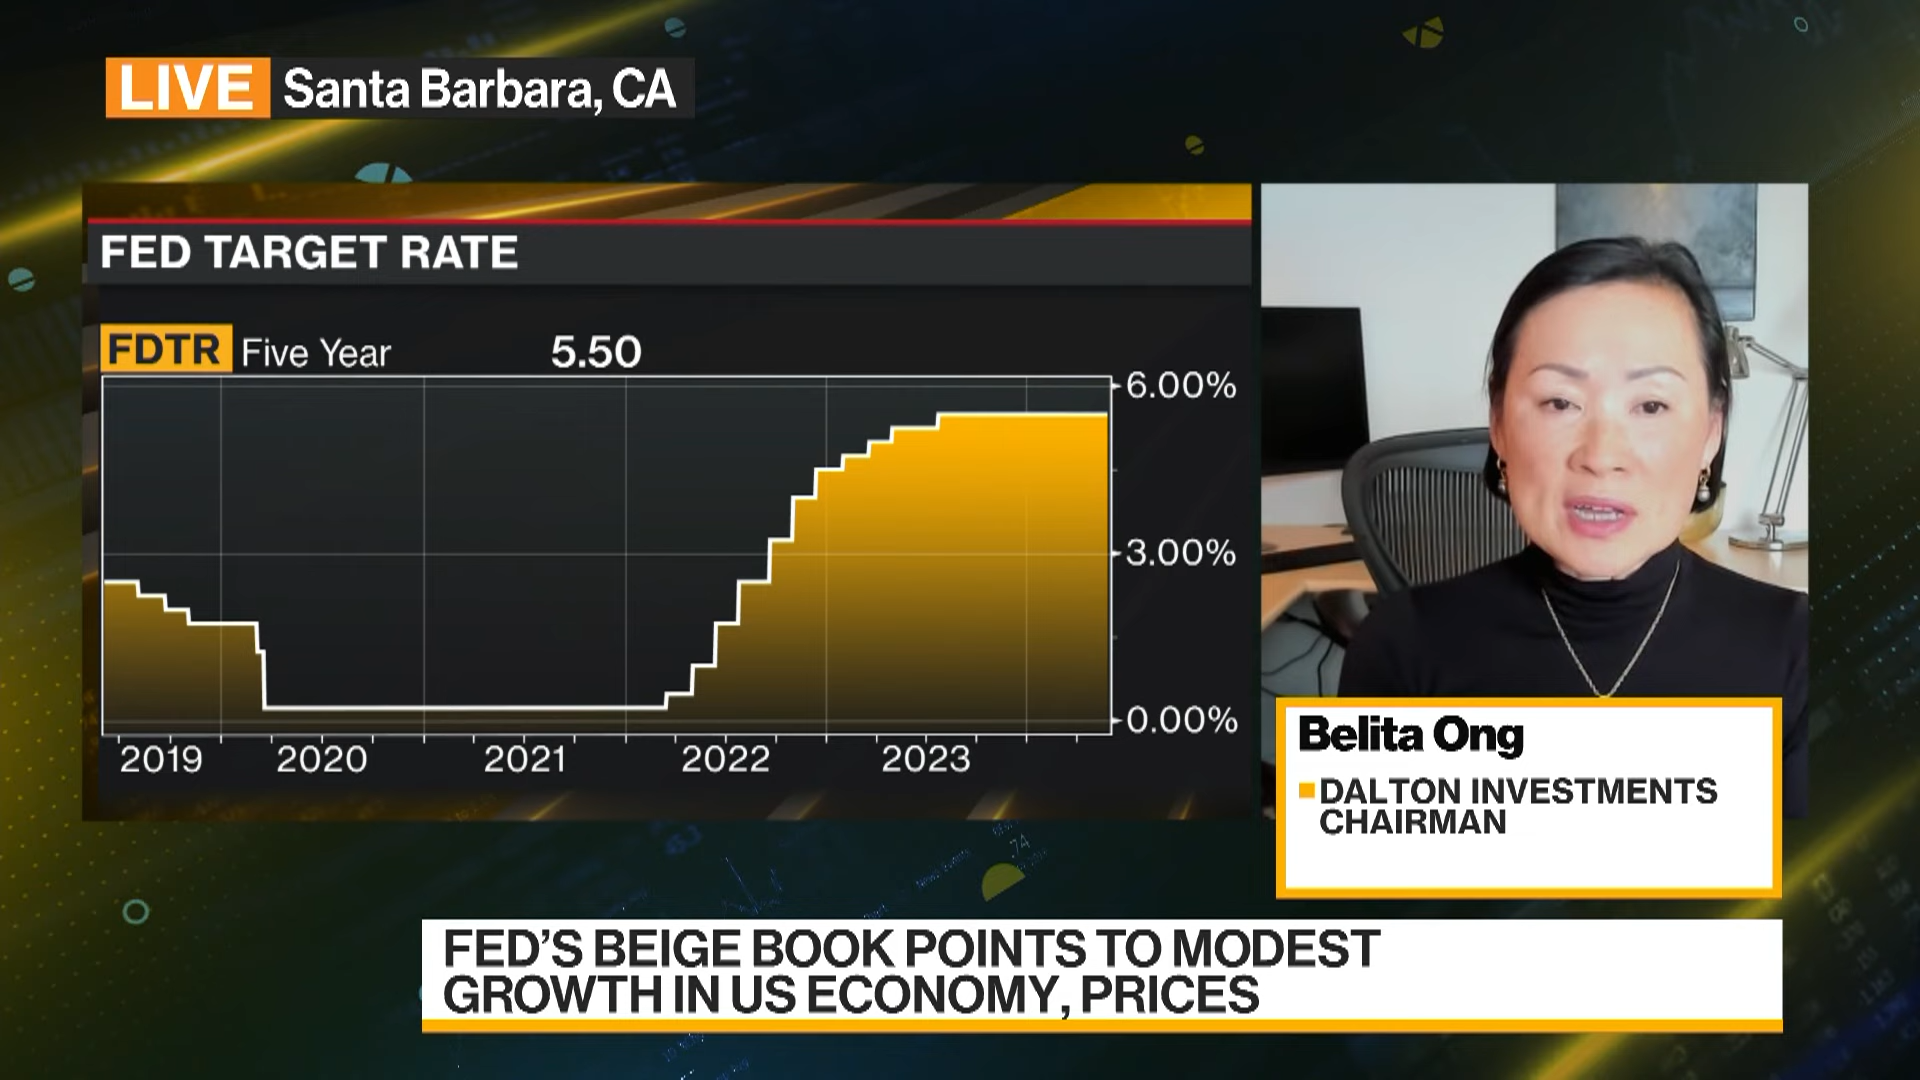 LIVE Santa Barbara, CA
FED TARGET RATE
FDTR Five Year 5.50
6.00%
3.00%
0.00%
2019 2020 2021 2022 2023
Belita Ong
DALTON INVESTMENTS
CHAIRMAN
FED'S BEIGE BOOK POINTS TO MODEST
GROWTH IN US ECONOMY, PRICES